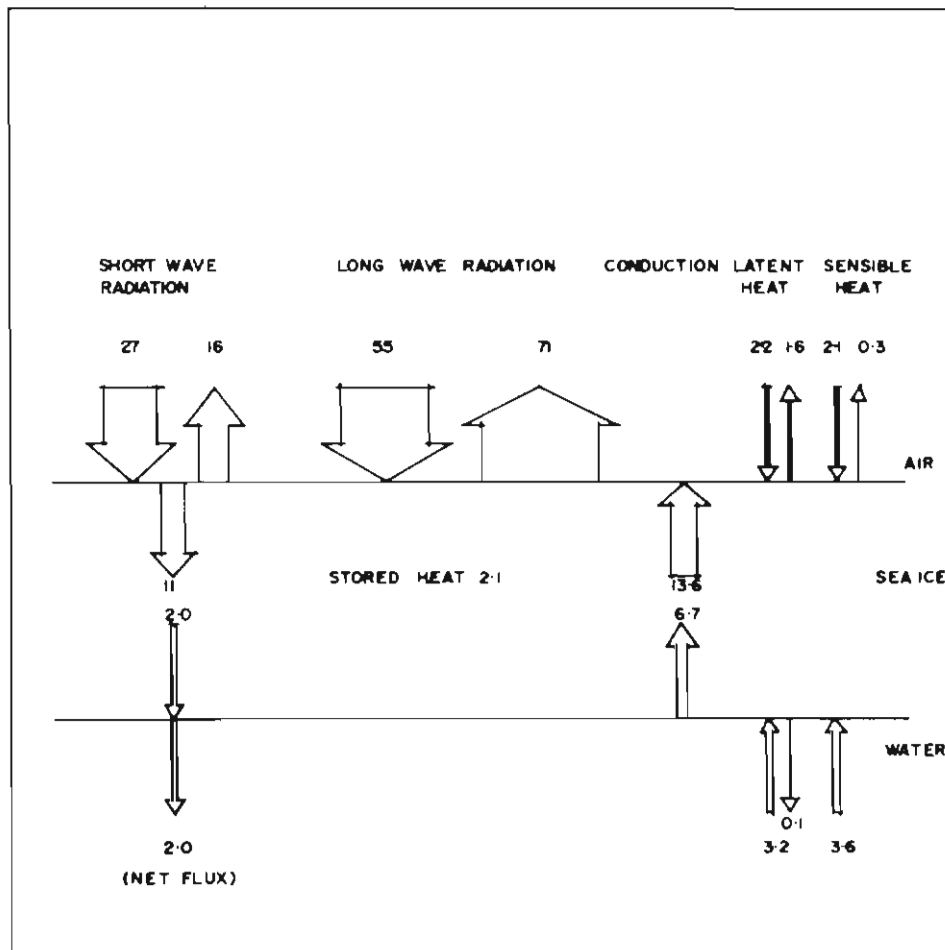 SHORT WAVE RADIATION
LONG WAVE RADIATION
CONDUCTION
LATENT HEAT
SENSIBLE HEAT
27 16 55 71 2·2 1·6 2·1 0·3
AIR
11
STORED HEAT 2·1
13·6
SEA ICE
2·0
6·7
WATER
0·1
2·0
3·2
3·6
(NET FLUX)